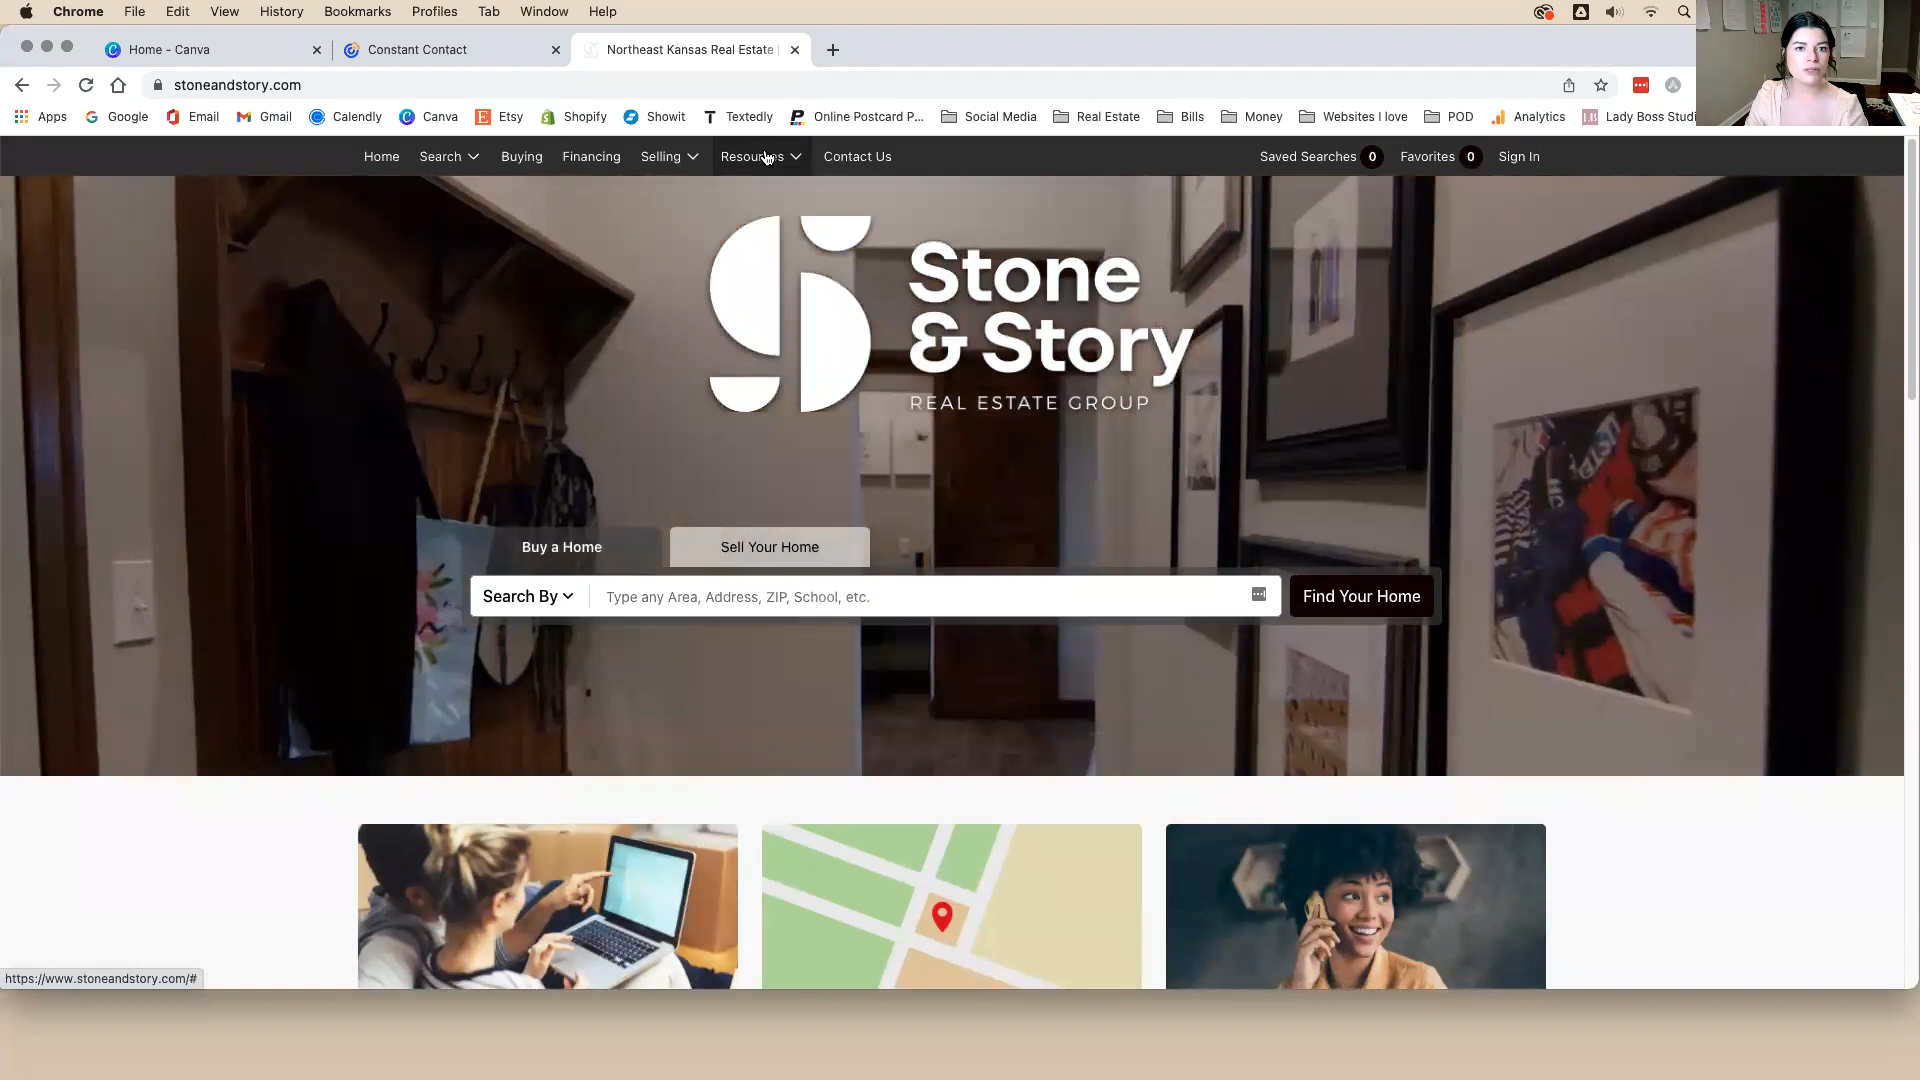 Chrome File Edit View History Bookmarks Profiles Tab Window Help
Home - Canva
Constant Contact
Northeast Kansas Real Estate
stoneandstory.com
Apps Google Email Gmail Calendly Canva Etsy Shopify Showit Textedly Online Postcard P... Social Media Real Estate Bills Money Websites I love POD Analytics Lady Boss Studi
Home Search Buying Financing Selling Resources Contact Us Saved Searches 0 Favorites 0 Sign In
Stone
& Story
REAL ESTATE GROUP
Buy a Home Sell Your Home
Search By Type any Area, Address, ZIP, School, etc. Find Your Home
https://www.stoneandstory.com/#